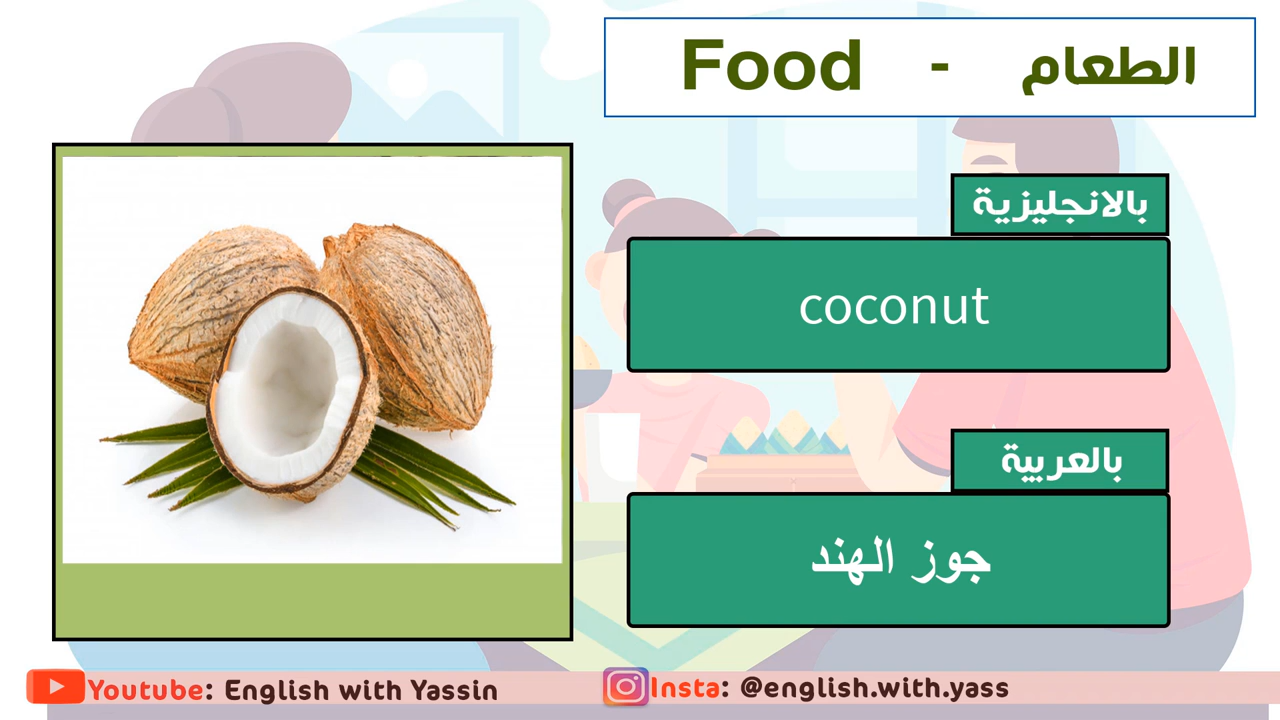 Food - الطعام
بالانجليزية
coconut
بالعربية
جوز الهند
Youtube: English with Yassin
Insta: @english.with.yass